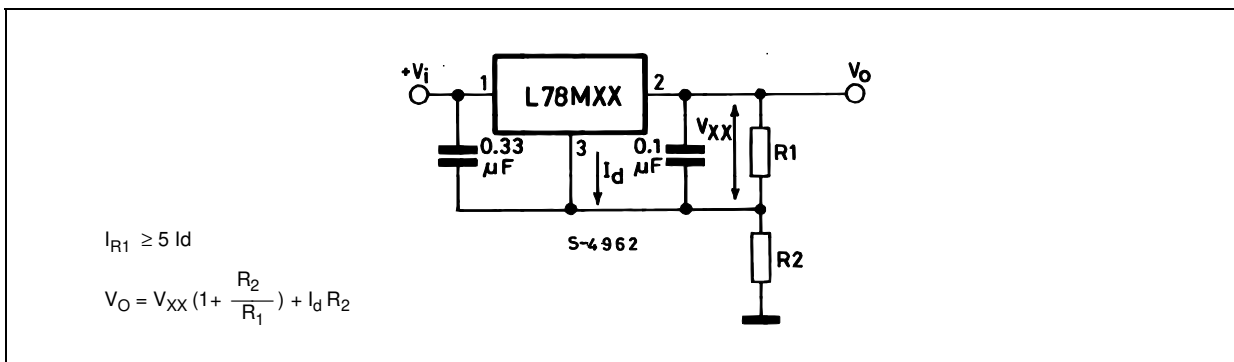 +Vi
1
L78MXX
2
Vo
0.33
μF
3
Id
0.1
μF
VXX
R1
S-4962
R2
IR1 ≥ 5 Id
VO = VXX (1+ R2/R1) + Id R2